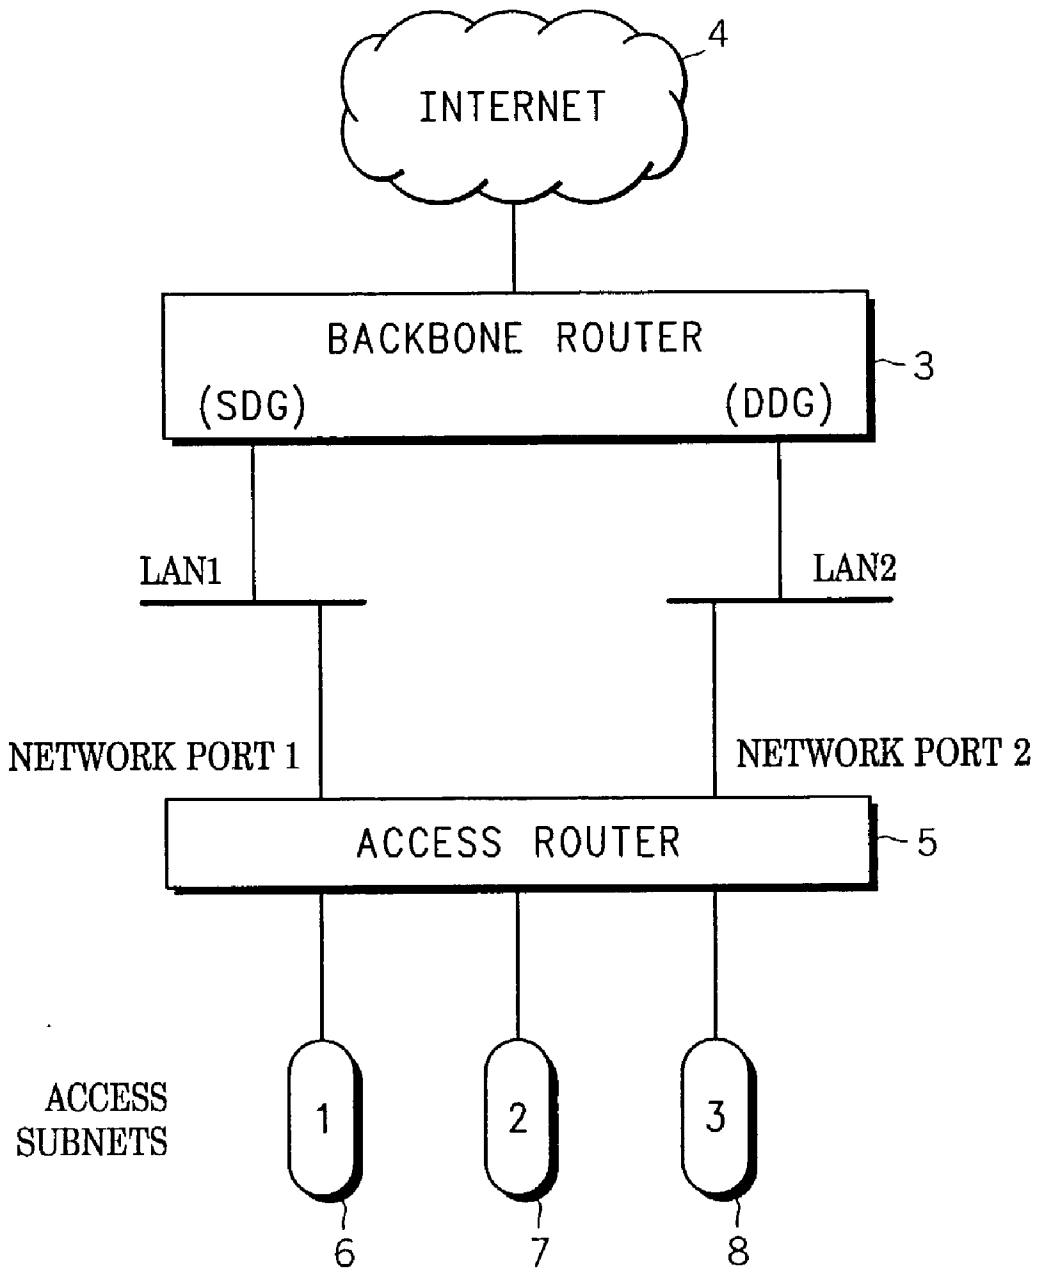 4
INTERNET
BACKBONE ROUTER
3
(SDG)
(DDG)
LAN1
LAN2
NETWORK PORT 1
NETWORK PORT 2
ACCESS ROUTER
5
ACCESS
SUBNETS
1
2
3
6
7
8